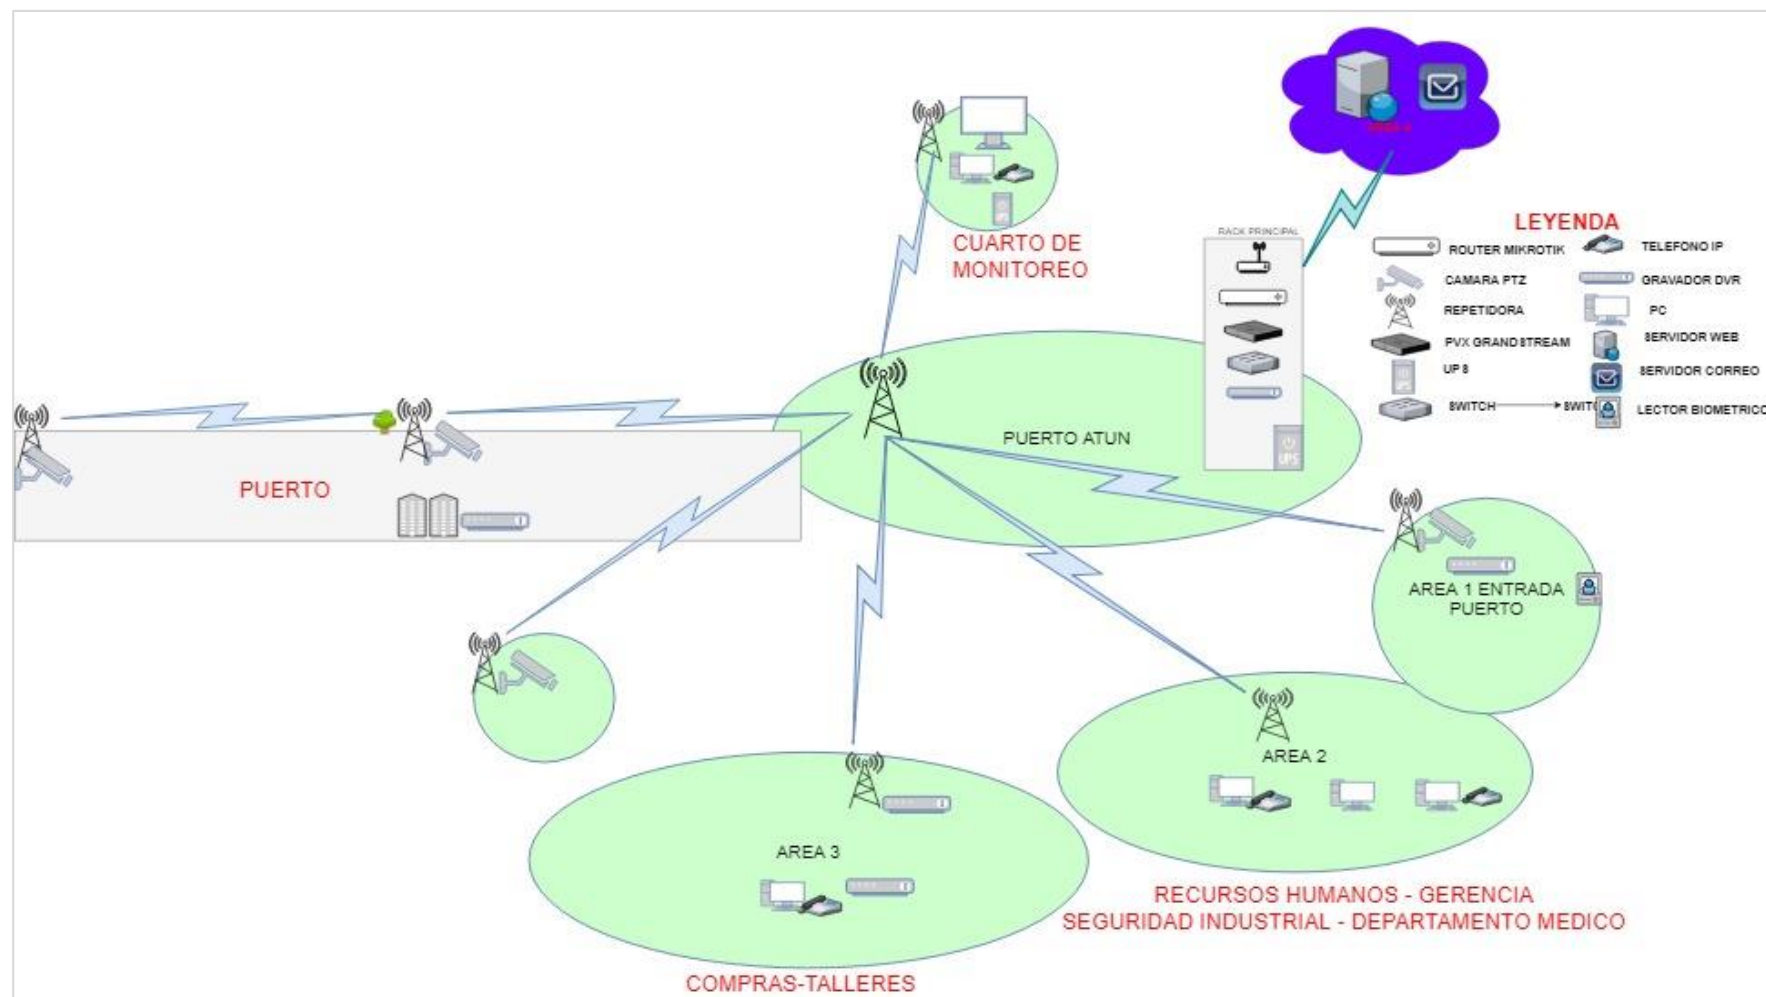 RACK PRINCIPAL
CUARTO DE
MONITOREO
LEYENDA
ROUTER MIKROTIK
TELEFONO IP
CAMARA PTZ
GRAVADOR DVR
REPETIDORA
PC
PVX GRANDSTREAM
SERVIDOR WEB
UPS
SERVIDOR CORREO
SWITCH
SWITC
LECTOR BIOMETRICO
PUERTO ATUN
UPS
PUERTO
AREA 1 ENTRADA
PUERTO
AREA 2
AREA 3
RECURSOS HUMANOS - GERENCIA
SEGURIDAD INDUSTRIAL - DEPARTAMENTO MEDICO
COMPRAS-TALLERES